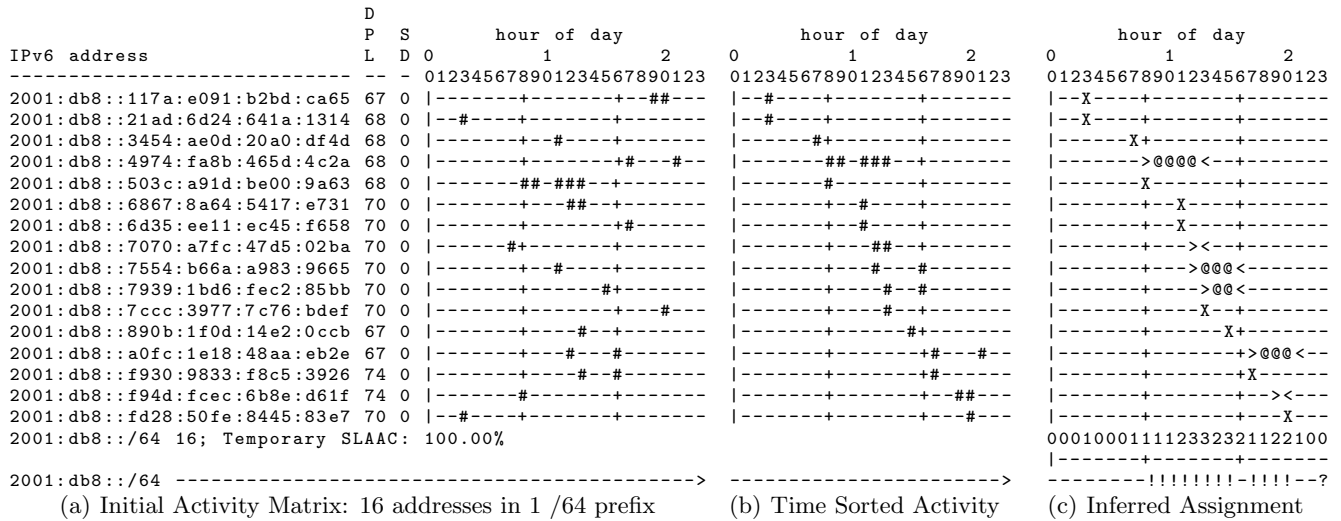 D
P S hour of day hour of day hour of day
IPv6 address L D 0 1 2 0 1 2 0 1 2
----------------------------- -- - 012345678901234567890123 012345678901234567890123 012345678901234567890123
2001:db8::117a:e091:b2bd:ca65 67 0 |-------+-------+--##--- |--#----+-------+------- |--X----+-------+-------
2001:db8::21ad:6d24:641a:1314 68 0 |--#----+-------+------- |--#----+-------+------- |--X----+-------+-------
2001:db8::3454:ae0d:20a0:df4d 68 0 |-------+--#----+------- |------#+-------+------- |------X+-------+-------
2001:db8::4974:fa8b:465d:4c2a 68 0 |-------+-------+#---#-- |-------##-###--+------- |------->@@@@<--+-------
2001:db8::503c:a91d:be00:9a63 68 0 |-------##-###--+------- |-------#-------+------- |-------X-------+-------
2001:db8::6867:8a64:5417:e731 70 0 |-------+---##--+------- |-------+--#----+------- |-------+--X----+-------
2001:db8::6d35:ee11:ec45:f658 70 0 |-------+-------+#------ |-------+--#----+------- |-------+--X----+-------
2001:db8::7070:a7fc:47d5:02ba 70 0 |------#+-------+------- |-------+---##--+------- |-------+---><--+-------
2001:db8::7554:b66a:a983:9665 70 0 |-------+--#----+------- |-------+---#---#------- |-------+--->@@@<-------
2001:db8::7939:1bd6:fec2:85bb 70 0 |-------+------#+------- |-------+----#--#------- |-------+---->@@<-------
2001:db8::7ccc:3977:7c76:bdef 70 0 |-------+-------+---#--- |-------+----#--+------- |-------+----X--+-------
2001:db8::890b:1f0d:14e2:0ccb 67 0 |-------+----#--+------- |-------+------#+------- |-------+------X+-------
2001:db8::a0fc:1e18:48aa:eb2e 67 0 |-------+---#---#------- |-------+-------+#---#-- |-------+-------+>@@@<--
2001:db8::f930:9833:f8c5:3926 74 0 |-------+----#--#------- |-------+-------+#------ |-------+-------+X------
2001:db8::f94d:fcec:6b8e:d61f 74 0 |-------#-------+------- |-------+-------+--##--- |-------+-------+--><---
2001:db8::fd28:50fe:8445:83e7 70 0 |--#----+-------+------- |-------+-------+---#--- |-------+-------+---X---
2001:db8::/64 16; Temporary SLAAC: 100.00% 000100011112332321122100
|-------+-------+-------
2001:db8::/64 --------------------------------------------> -----------------------> --------!!!!!!!!-!!!!--?
(a) Initial Activity Matrix: 16 addresses in 1 /64 prefix (b) Time Sorted Activity (c) Inferred Assignment